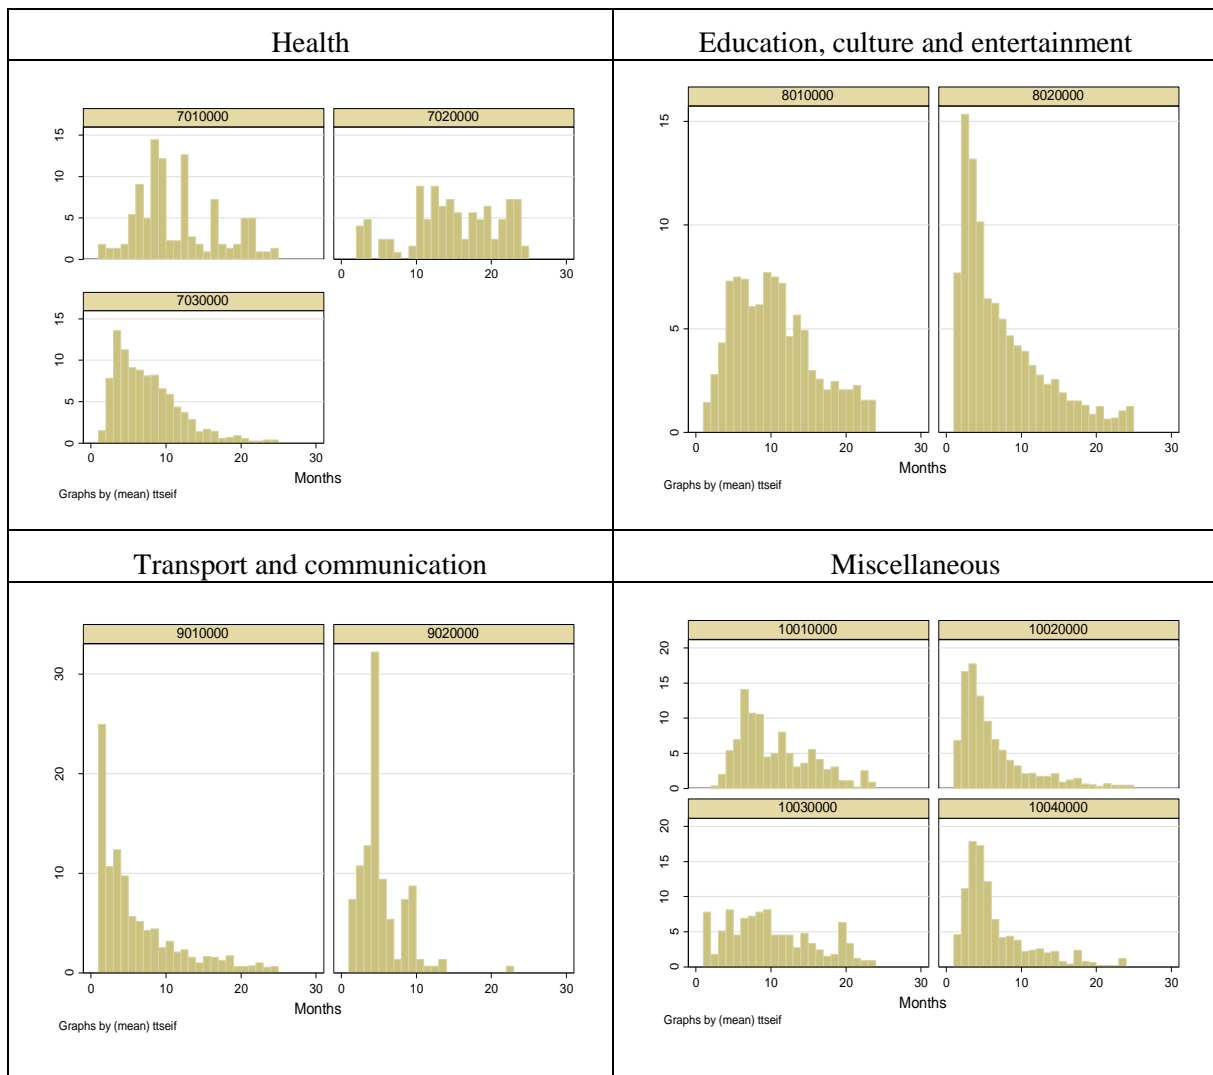 Health
Education, culture and entertainment
7010000
7020000
15
10
5
0
0 10 20 30
7030000
15
10
5
0
0 10 20 30
Months
Graphs by (mean) ttseif
8010000
8020000
15
10
5
0
0 10 20 30
0 10 20 30
Months
Graphs by (mean) ttseif
Transport and communication
Miscellaneous
9010000
9020000
30
20
10
0
0 10 20 30
0 10 20 30
Months
Graphs by (mean) ttseif
10010000
10020000
20
15
10
5
0
10030000
10040000
20
15
10
5
0
0 10 20 30
0 10 20 30
Months
Graphs by (mean) ttseif